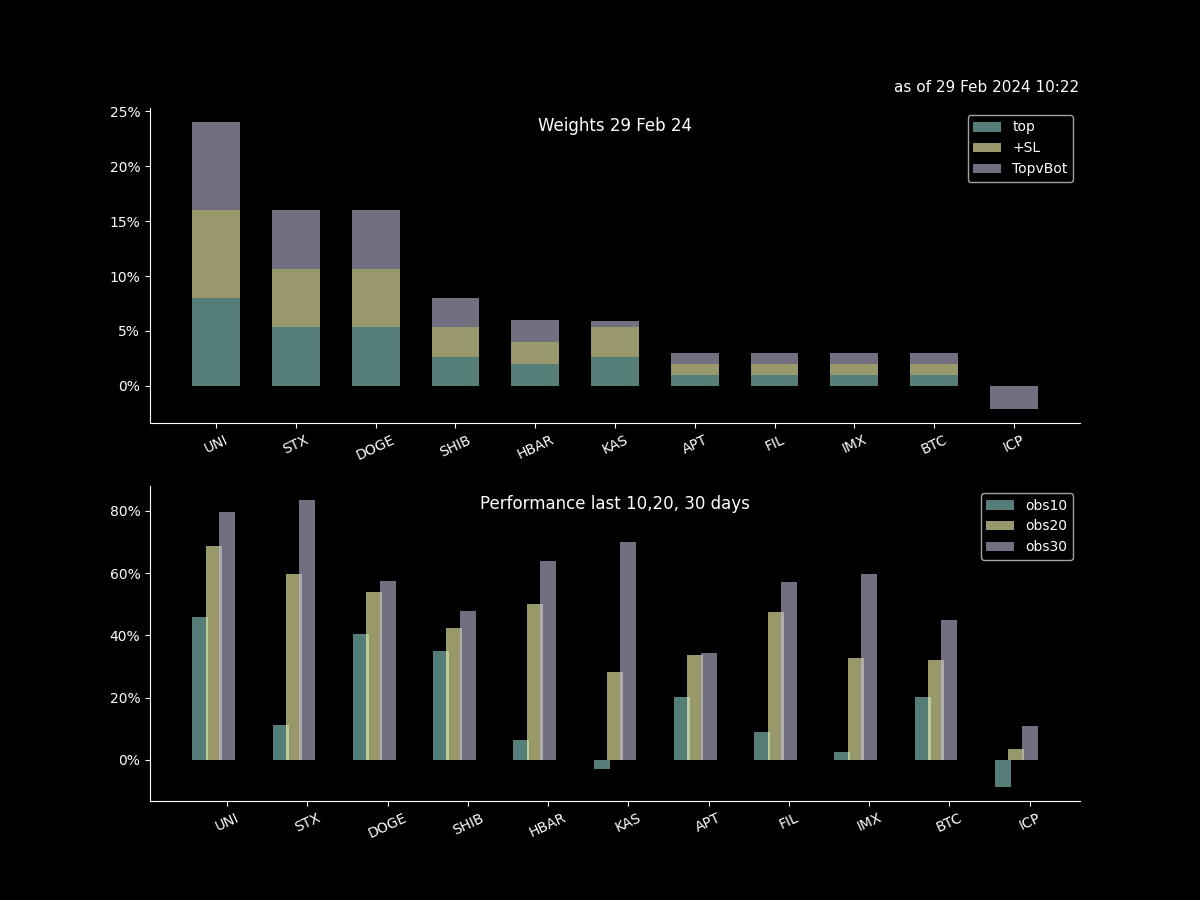 as of 29 Feb 2024 10:22
Weights 29 Feb 24
top
+SL
TopvBot
25%
20%
15%
10%
5%
0%
UNI STX DOGE SHIB HBAR KAS APT FIL IMX BTC ICP
Performance last 10,20, 30 days
obs10
obs20
obs30
80%
60%
40%
20%
0%
UNI STX DOGE SHIB HBAR KAS APT FIL IMX BTC ICP